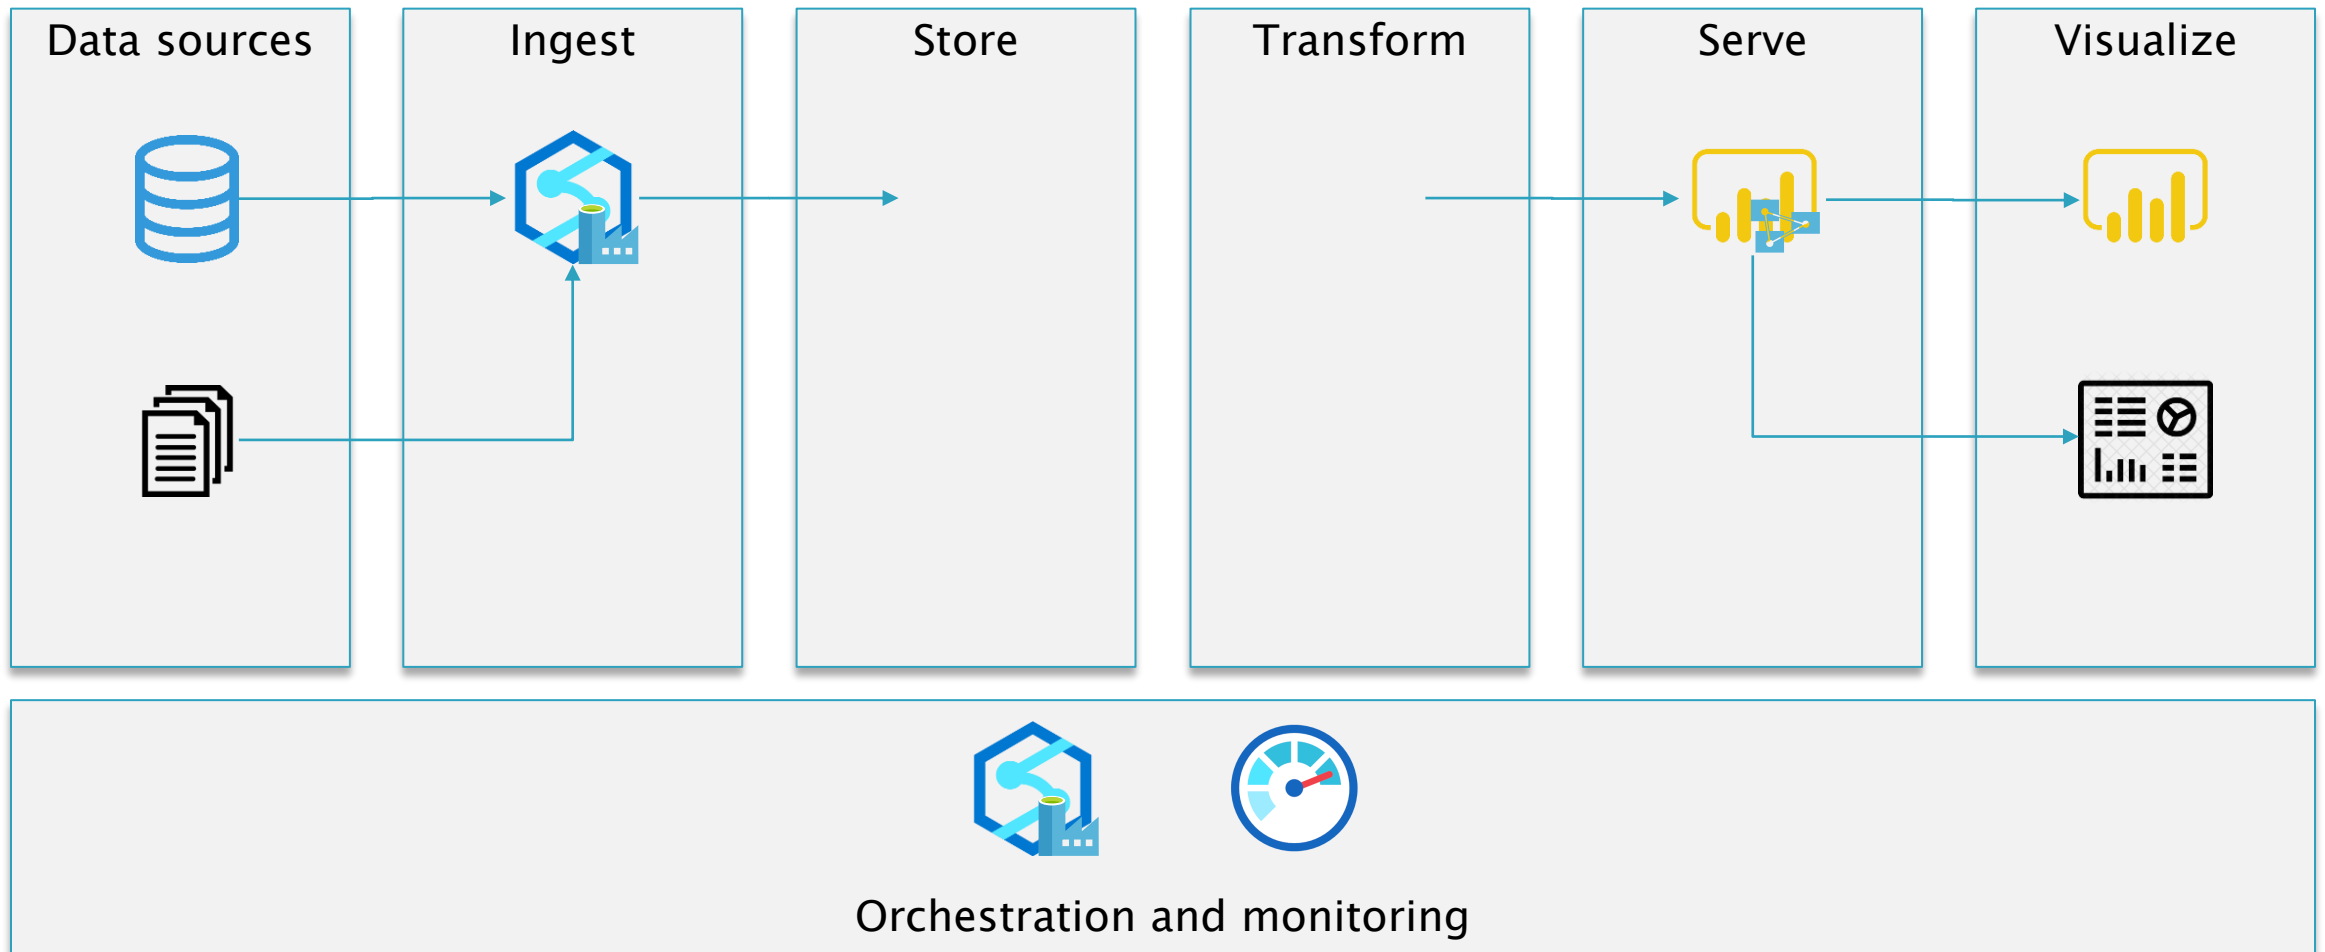 Data sources
Ingest
Store
Transform
Serve
Visualize
Orchestration and monitoring